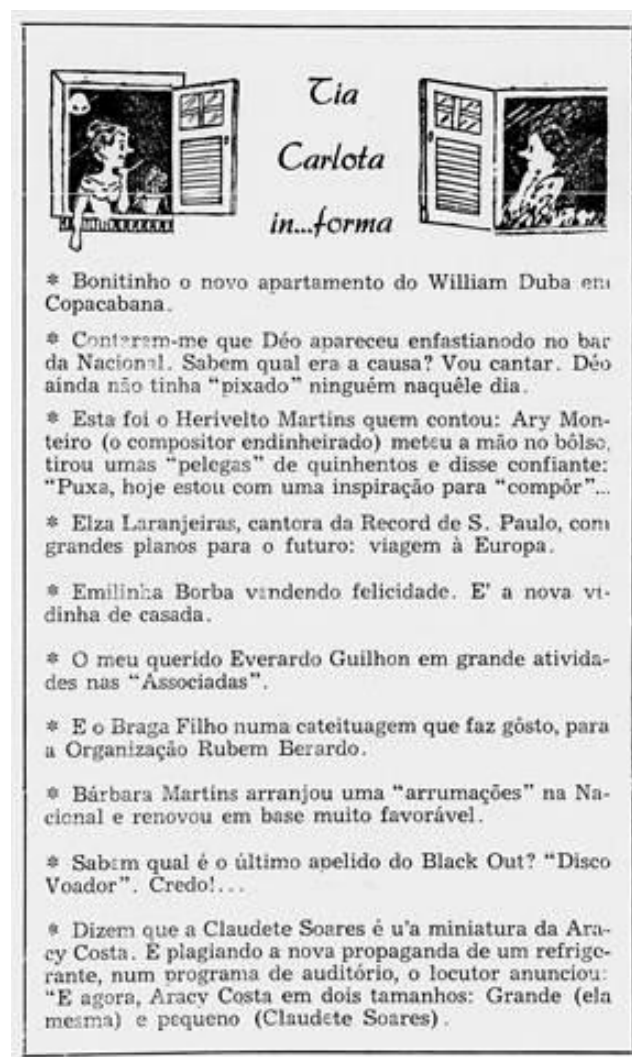 Tia
Carlota
in...forma
* Bonitinho o novo apartamento do William Duba em
Copacabana.
* Contaram-me que Déo apareceu enfastianodo no bar
da Nacional. Sabem qual era a causa? Vou cantar. Déo
ainda não tinha "pixado" ninguém naquêle dia.
* Esta foi o Herivelto Martins quem contou: Ary Mon-
teiro (o compositor endinheirado) meteu a mão no bôlso,
tirou umas "pelegas" de quinhentos e disse confiante:
"Puxa, hoje estou com uma inspiração para "compôr"...
* Elza Laranjeiras, cantora da Record de S. Paulo, com
grandes planos para o futuro: viagem à Europa.
* Emilinha Borba vendendo felicidade. E' a nova vi-
dinha de casada.
* O meu querido Everardo Guilhon em grande ativida-
des nas "Associadas".
* E o Braga Filho numa cateituagem que faz gôsto, para
a Organização Rubem Berardo.
* Bárbara Martins arranjou uma "arrumações" na Na-
cional e renovou em base muito favorável.
* Sabem qual é o último apelido do Black Out? "Disco
Voador". Credo!...
* Dizem que a Claudete Soares é u'a miniatura da Ara-
cy Costa. E plagiando a nova propaganda de um refrige-
rante, num programa de auditório, o locutor anunciou:
"E agora, Aracy Costa em dois tamanhos: Grande (ela
mesma) e pequeno (Claudete Soares).